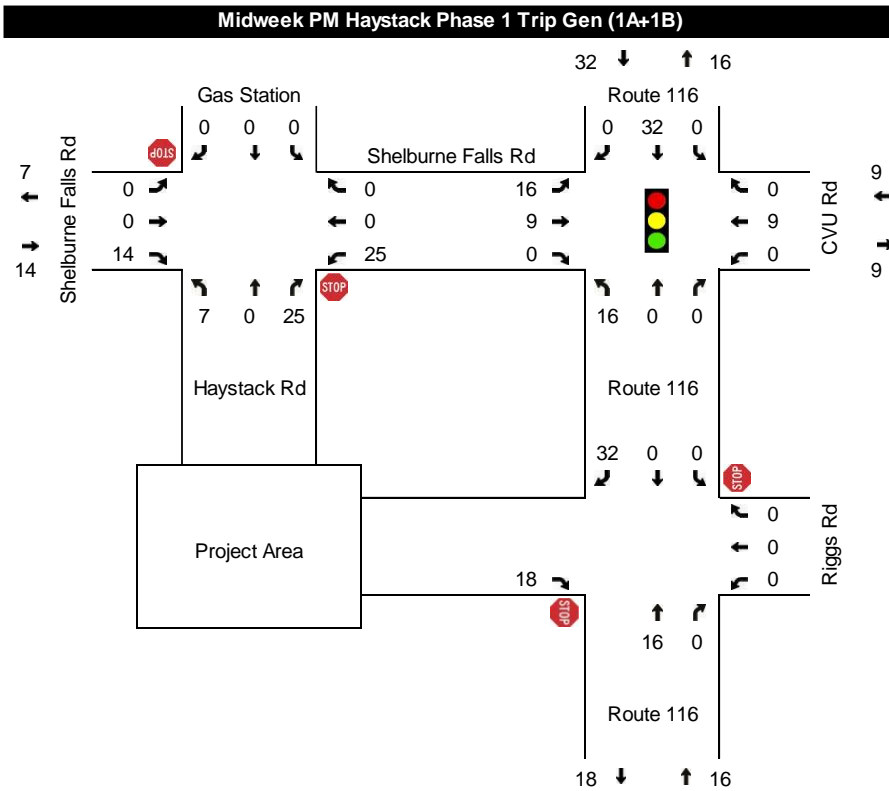 Midweek PM Haystack Phase 1 Trip Gen (1A+1B)
32 16
Gas Station Route 116
0 0 0 0 32 0
STOP
Shelburne Falls Rd
Shelburne Falls Rd
7 0 0 16 0 9
0 0 9 9 CVU Rd
14 14 25 0 0 9
STOP
7 0 25 16 0 0
Haystack Rd Route 116
32 0 0
STOP
0
Project Area 0 Riggs Rd
18 0
STOP
16 0
Route 116
18 16